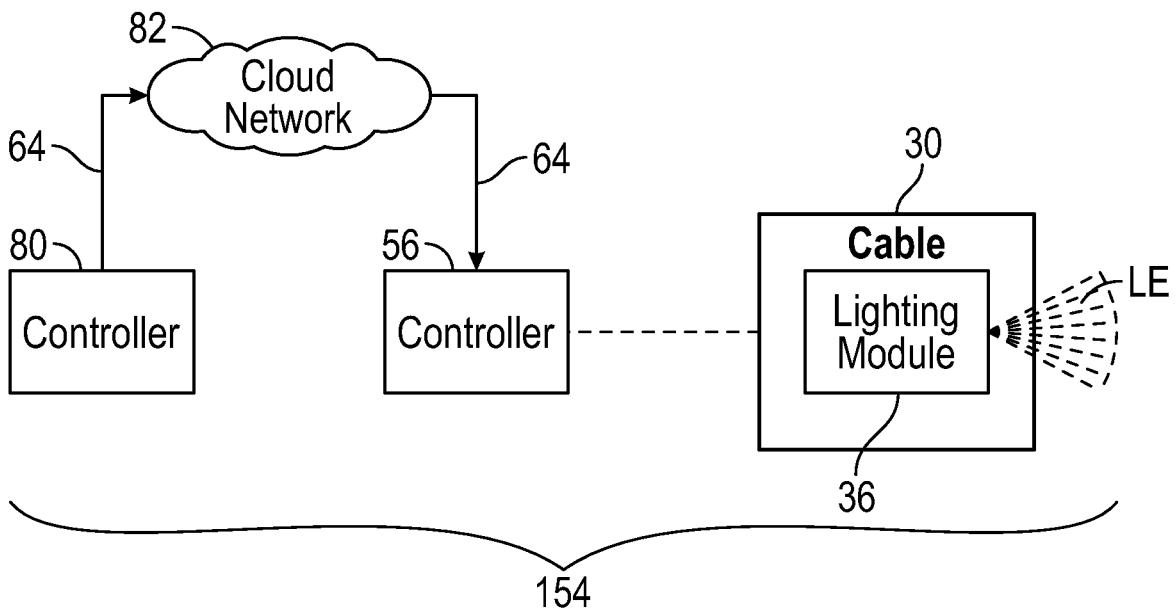 82
Cloud
Network
64
64
30
80
56
Cable
LE
Controller
Controller
Lighting
Module
36
154